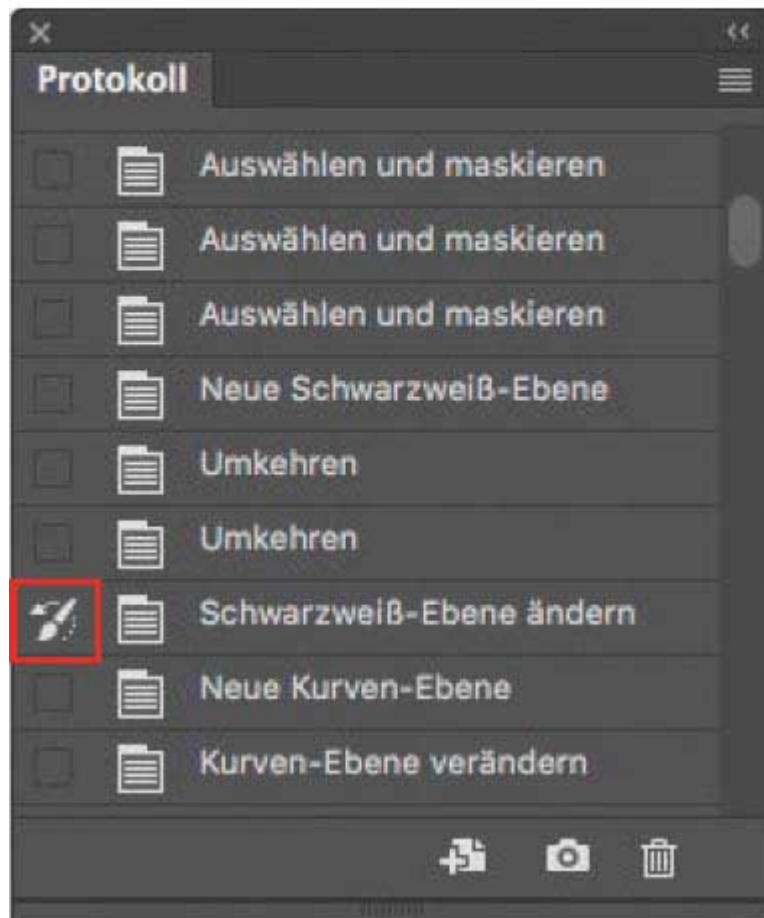 Protokoll
Auswählen und maskieren
Auswählen und maskieren
Auswählen und maskieren
Neue Schwarzweiß-Ebene
Umkehren
Umkehren
Schwarzweiß-Ebene ändern
Neue Kurven-Ebene
Kurven-Ebene verändern